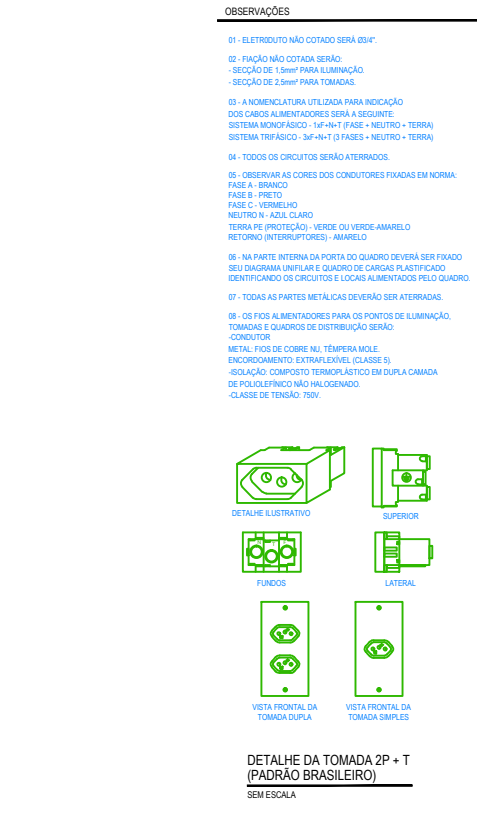 OBSERVAÇÕES
01 - ELETRODUTO NÃO COTADO SERÁ Ø3/4".
02 - FIAÇÃO NÃO COTADA SERÃO:
- SECÇÃO DE 1,5mm² PARA ILUMINAÇÃO.
- SECÇÃO DE 2,5mm² PARA TOMADAS.
03 - A NOMENCLATURA UTILIZADA PARA INDICAÇÃO
DOS CABOS ALIMENTADORES SERÁ A SEGUINTE:
SISTEMA MONOFÁSICO - 1xF+N+T (FASE + NEUTRO + TERRA)
SISTEMA TRIFÁSICO - 3xF+N+T (3 FASES + NEUTRO + TERRA)
04 - TODOS OS CIRCUITOS SERÃO ATERRADOS.
05 - OBSERVAR AS CORES DOS CONDUTORES FIXADAS EM NORMA:
FASE A - BRANCO
FASE B - PRETO
FASE C - VERMELHO
NEUTRO N - AZUL CLARO
TERRA PE (PROTEÇÃO) - VERDE OU VERDE-AMARELO
RETORNO (INTERRUPTORES) - AMARELO
06 - NA PARTE INTERNA DA PORTA DO QUADRO DEVERÁ SER FIXADO
SEU DIAGRAMA UNIFILAR E QUADRO DE CARGAS PLASTIFICADO
IDENTIFICANDO OS CIRCUITOS E LOCAIS ALIMENTADOS PELO QUADRO.
07 - TODAS AS PARTES METÁLICAS DEVERÃO SER ATERRADAS.
08 - OS FIOS ALIMENTADORES PARA OS PONTOS DE ILUMINAÇÃO,
TOMADAS E QUADROS DE DISTRIBUIÇÃO SERÃO:
-CONDUTOR
METAL: FIOS DE COBRE NU, TÊMPERA MOLE.
ENCORDOAMENTO: EXTRAFLEXÍVEL (CLASSE 5).
-ISOLAÇÃO: COMPOSTO TERMOPLÁSTICO EM DUPLA CAMADA
DE POLIOLEFÍNICO NÃO HALOGENADO.
-CLASSE DE TENSÃO: 750V.
DETALHE ILUSTRATIVO
SUPERIOR
FUNDOS
LATERAL
VISTA FRONTAL DA
TOMADA DUPLA
VISTA FRONTAL DA
TOMADA SIMPLES
DETALHE DA TOMADA 2P + T
(PADRÃO BRASILEIRO)
SEM ESCALA